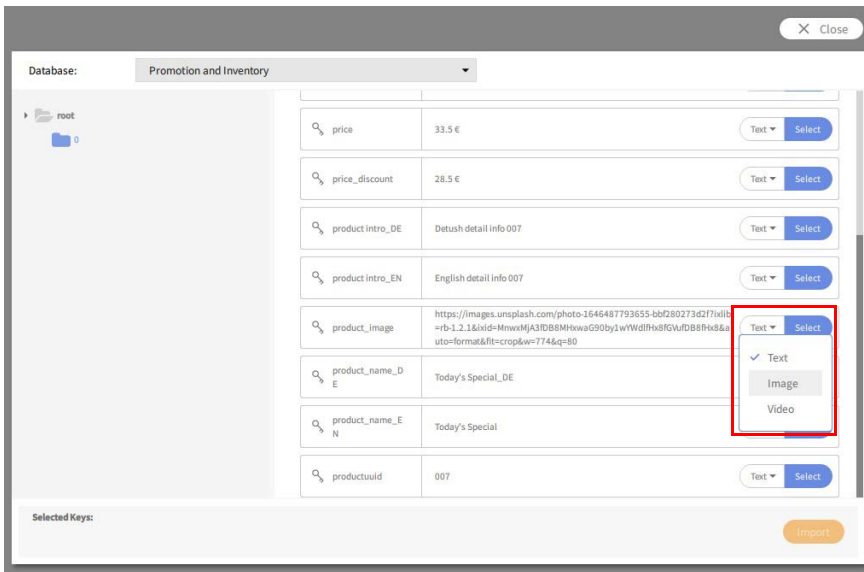 Close
Database:
Promotion and Inventory
root
0
price
33.5 €
Text
Select
price_discount
28.5 €
Text
Select
product intro_DE
Detush detail info 007
Text
Select
product intro_EN
English detail info 007
Text
Select
product_image
https://images.unsplash.com/photo-1646487793655-bbf280273d2f?ixlib
=rb-1.2.1&ixid=MnwxMjA3fDB8MHxwaG90by1wYWdlfHx8fGVufDB8fHx8&a
uto=format&fit=crop&w=774&q=80
Text
Select
Text
Image
Video
product_name_D
E
Today's Special_DE
product_name_E
N
Today's Special
productuuid
007
Text
Select
Selected Keys:
Import